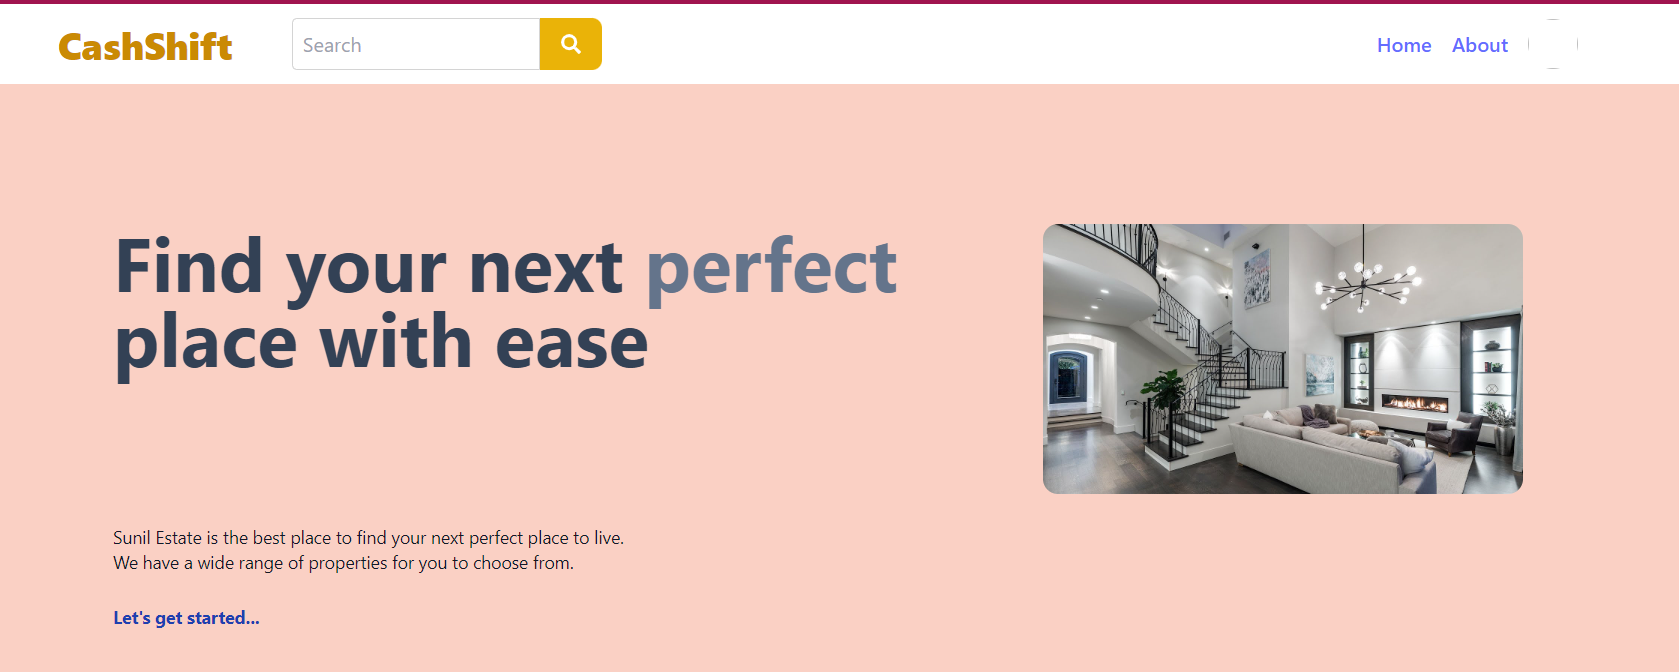 CashShift
Search
Home
About
Find your next perfect
place with ease
Sunil Estate is the best place to find your next perfect place to live.
We have a wide range of properties for you to choose from.
Let's get started...